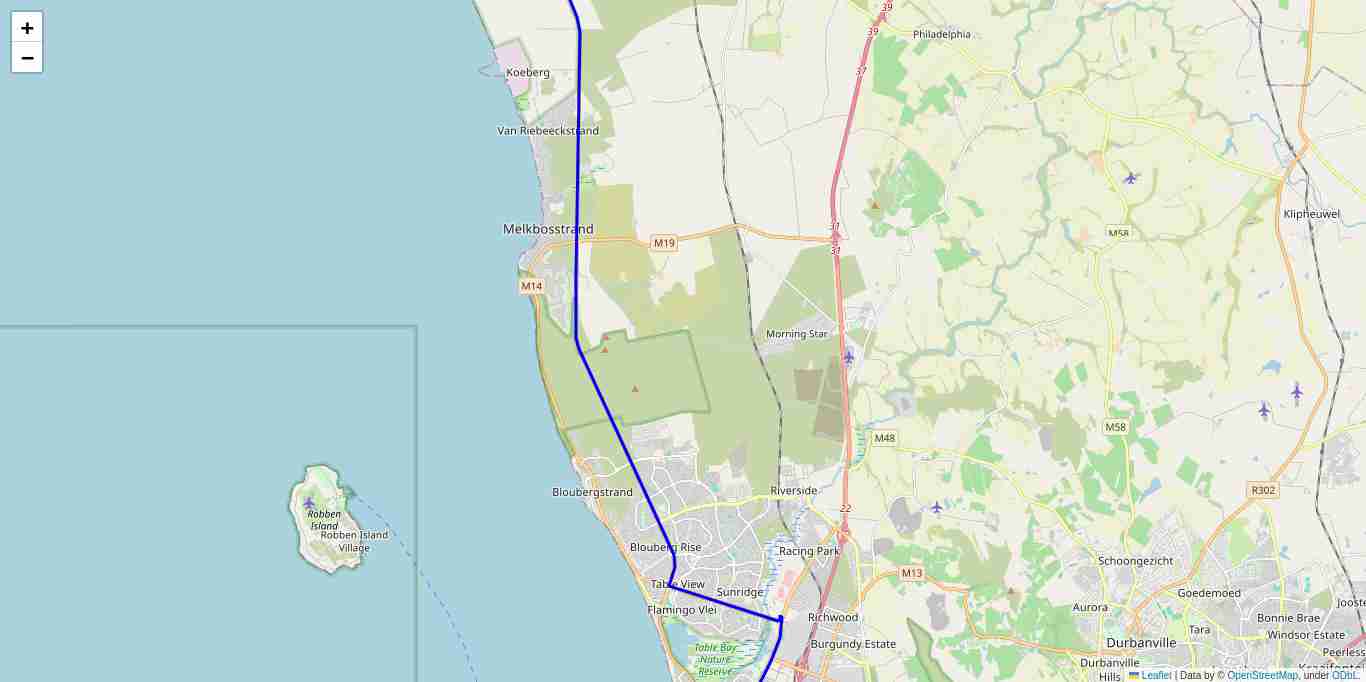 +
−
39
39
37
Philadelphia
Koeberg
Van Riebeeckstrand
M58
Klipheuwel
Melkbosstrand
31
31
M19
M14
Morning Star
M58
M48
Bloubergstrand
Riverside
R302
22
Robben
Island
Robben Island
Village
Blouberg Rise
Racing Park
Schoongezicht
M13
Table View
Sunridge
Goedemoed
Flamingo Vlei
Aurora
Richwood
Bonnie Brae
Tara
Windsor Estate
Durbanville
Burgundy Estate
Table Bay
Nature
Reserve
Peerless
Durbanville
Hills
Leaflet | Data by © OpenStreetMap, under ODbL.